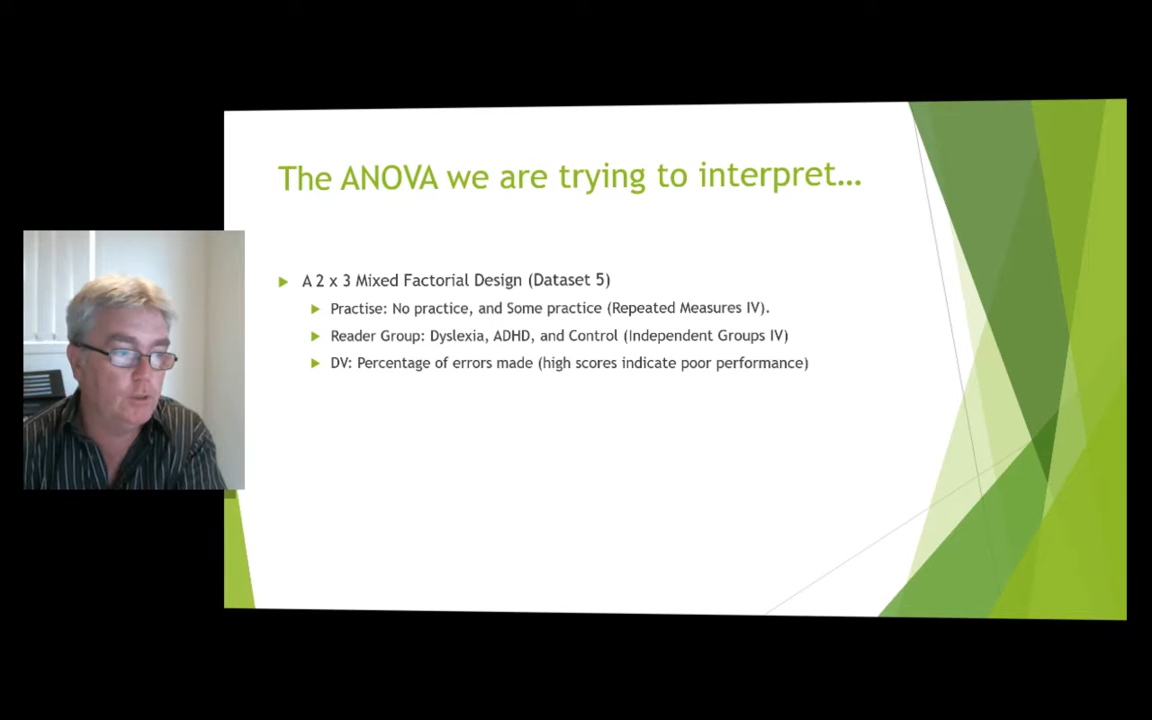 The ANOVA we are trying to interpret...
A 2 x 3 Mixed Factorial Design (Dataset 5)
Practise: No practice, and Some practice (Repeated Measures IV).
Reader Group: Dyslexia, ADHD, and Control (Independent Groups IV)
DV: Percentage of errors made (high scores indicate poor performance)